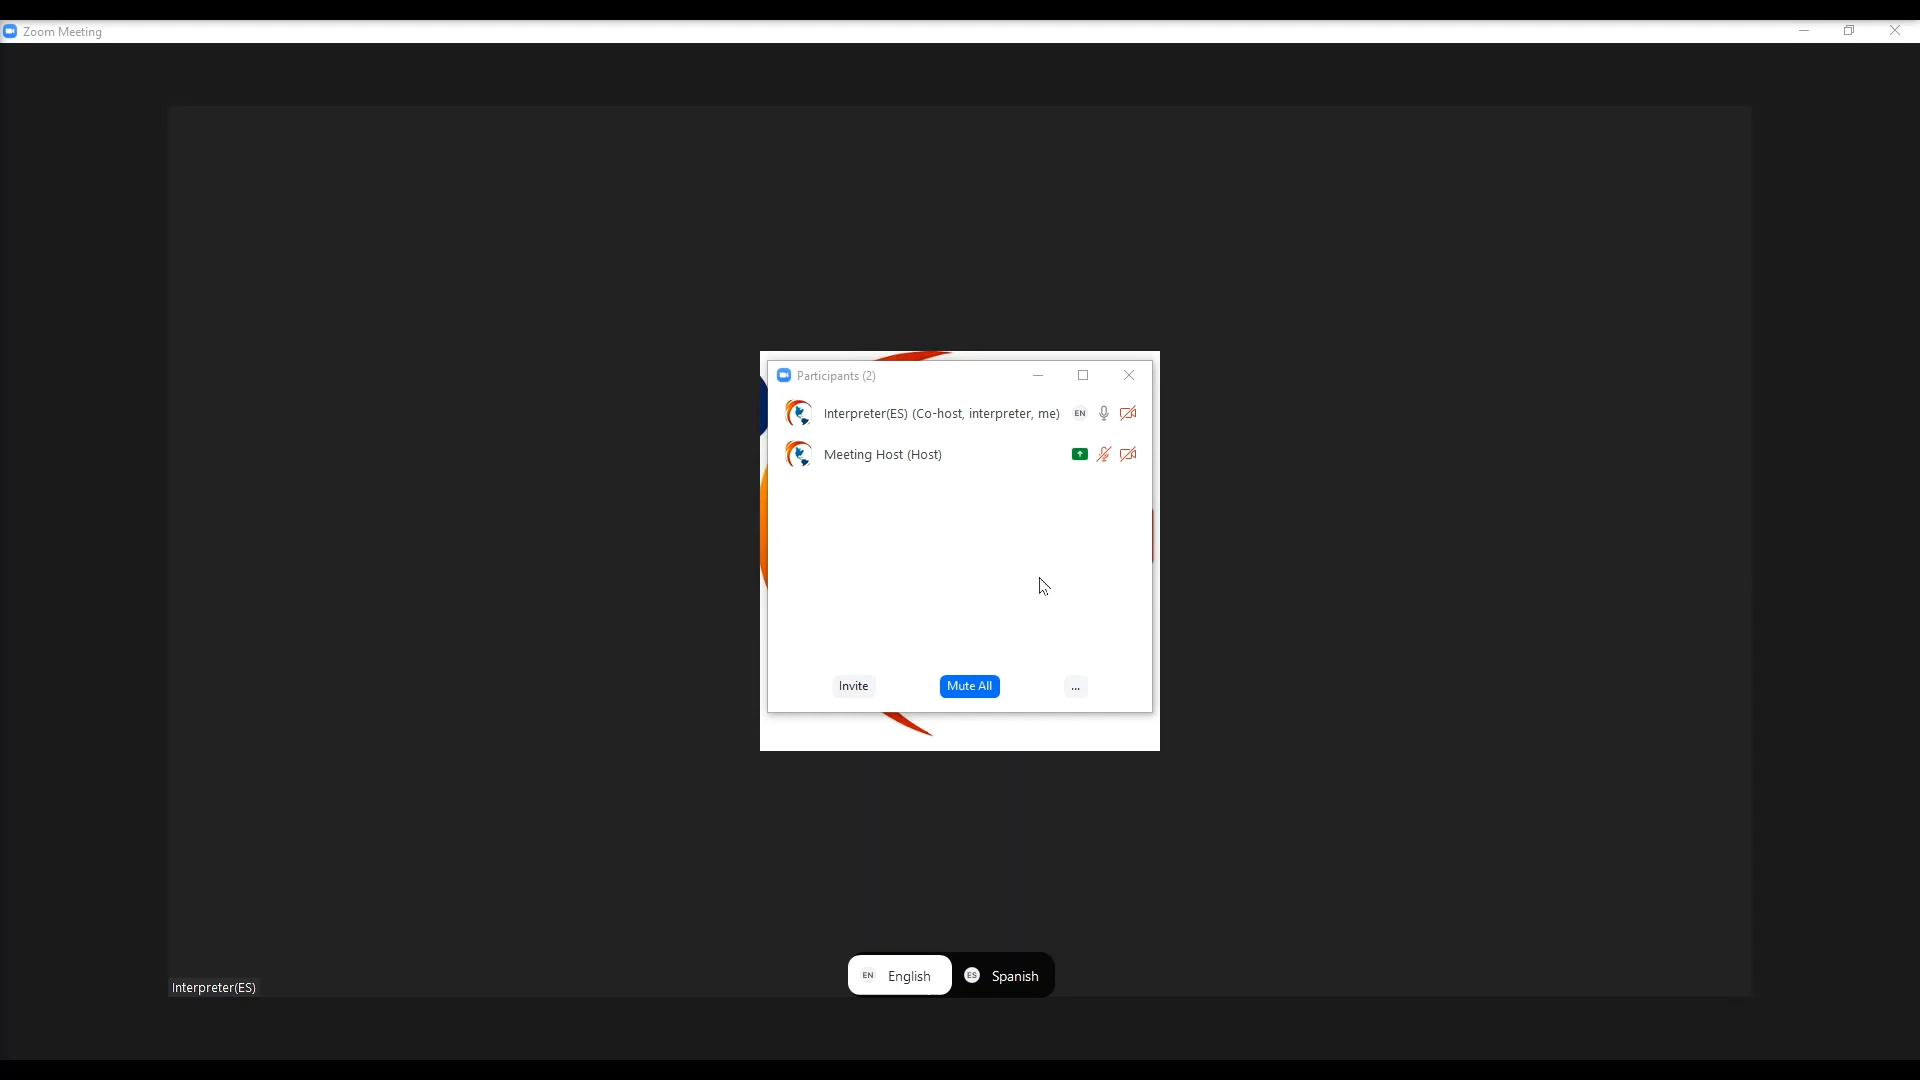 Zoom Meeting
Participants (2)
Interpreter(ES) (Co-host, interpreter, me) EN
Meeting Host (Host)
Invite Mute All ...
EN English ES Spanish
Interpreter(ES)